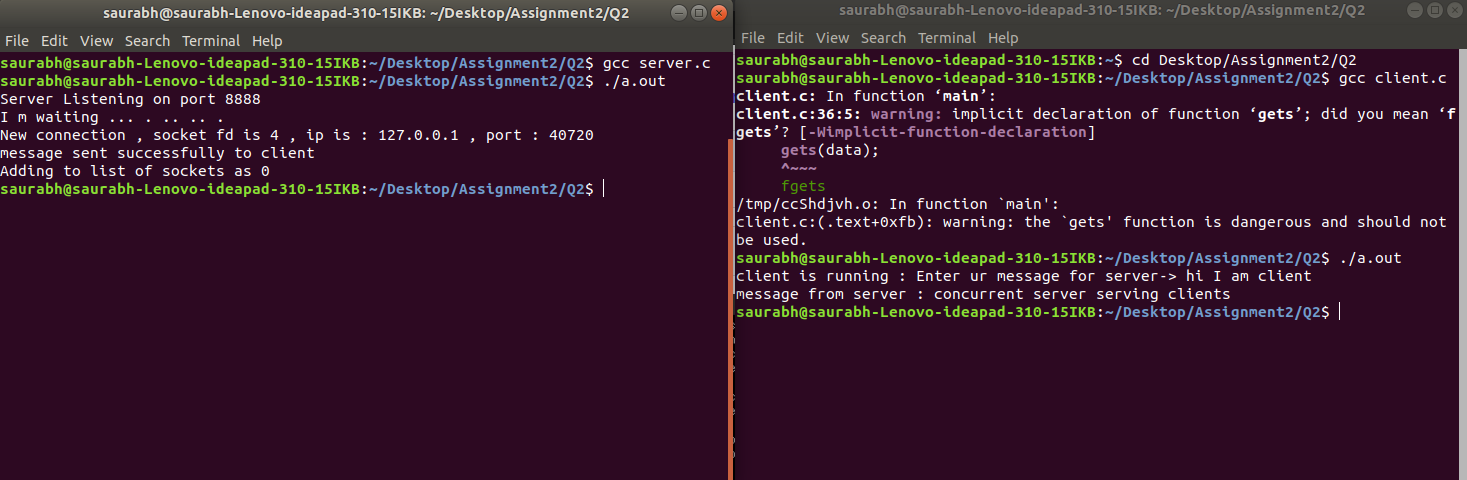 saurabh@saurabh-Lenovo-ideapad-310-15IKB: ~/Desktop/Assignment2/Q2
File Edit View Search Terminal Help
saurabh@saurabh-Lenovo-ideapad-310-15IKB:~/Desktop/Assignment2/Q2$ gcc server.c
saurabh@saurabh-Lenovo-ideapad-310-15IKB:~/Desktop/Assignment2/Q2$ ./a.out
Server Listening on port 8888
I m waiting ... . .. .. .
New connection , socket fd is 4 , ip is : 127.0.0.1 , port : 40720
message sent successfully to client
Adding to list of sockets as 0
saurabh@saurabh-Lenovo-ideapad-310-15IKB:~/Desktop/Assignment2/Q2$
saurabh@saurabh-Lenovo-ideapad-310-15IKB: ~/Desktop/Assignment2/Q2
File Edit View Search Terminal Help
saurabh@saurabh-Lenovo-ideapad-310-15IKB:~$ cd Desktop/Assignment2/Q2
saurabh@saurabh-Lenovo-ideapad-310-15IKB:~/Desktop/Assignment2/Q2$ gcc client.c
client.c: In function ‘main’:
client.c:36:5: warning: implicit declaration of function ‘gets’; did you mean ‘f
gets’? [-Wimplicit-function-declaration]
     gets(data);
     ^~~~
     fgets
/tmp/ccShdjvh.o: In function `main':
client.c:(.text+0xfb): warning: the `gets' function is dangerous and should not
be used.
saurabh@saurabh-Lenovo-ideapad-310-15IKB:~/Desktop/Assignment2/Q2$ ./a.out
client is running : Enter ur message for server-> hi I am client
message from server : concurrent server serving clients
saurabh@saurabh-Lenovo-ideapad-310-15IKB:~/Desktop/Assignment2/Q2$